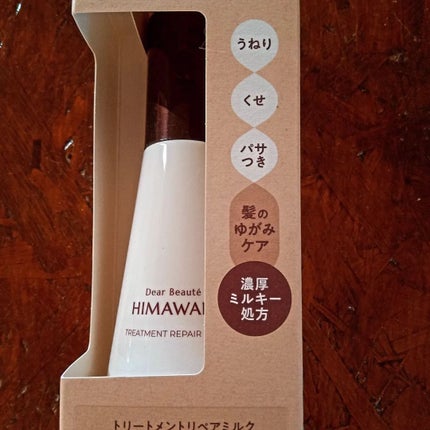 うねり
くせ
パサ
つき
髪の
ゆがみ
ケア
濃厚
ミルキー
処方
Dear Beauté
HIMAWA
TREATMENT REPAIR
トリートメントリペアミルク